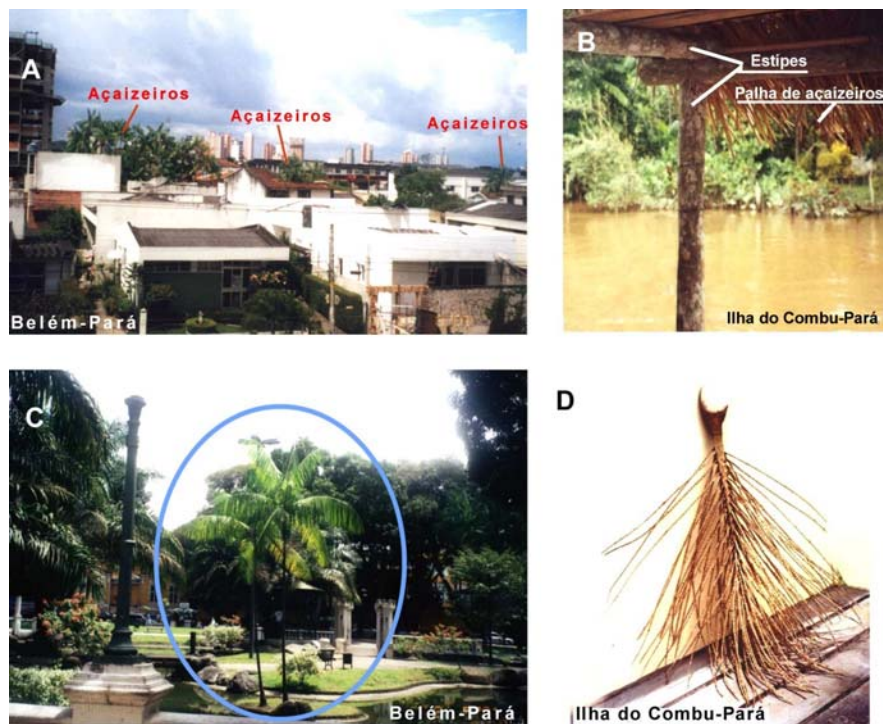 A
Açaizeiros
Açaizeiros
Açaizeiros
Belém-Pará
B
Estipes
Palha de açaizeiros
Ilha do Combu-Pará
C
Belém-Pará
D
Ilha do Combu-Pará